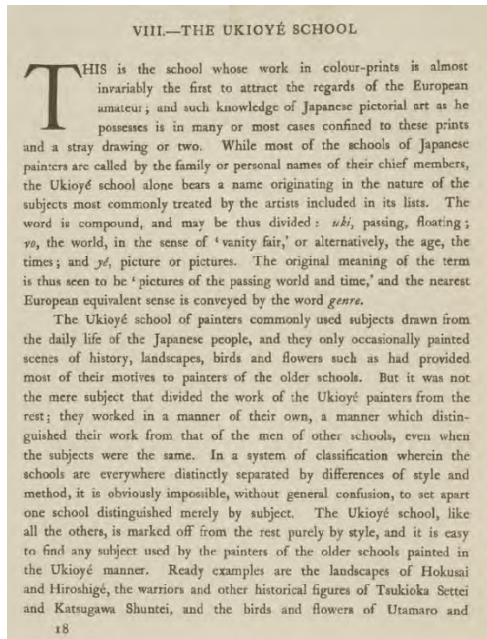 VIII.—THE UKIOYÉ SCHOOL
THIS is the school whose work in colour-prints is almost
invariably the first to attract the regards of the European
amateur; and such knowledge of Japanese pictorial art as he
possesses is in many or most cases confined to these prints
and a stray drawing or two. While most of the schools of Japanese
painters are called by the family or personal names of their chief members,
the Ukioyé school alone bears a name originating in the nature of the
subjects most commonly treated by the artists included in its lists. The
word is compound, and may be thus divided: uki, passing, floating;
yo, the world, in the sense of ‘vanity fair,’ or alternatively, the age, the
times; and yé, picture or pictures. The original meaning of the term
is thus seen to be ‘pictures of the passing world and time,’ and the nearest
European equivalent sense is conveyed by the word genre.
The Ukioyé school of painters commonly used subjects drawn from
the daily life of the Japanese people, and they only occasionally painted
scenes of history, landscapes, birds and flowers such as had provided
most of their motives to painters of the older schools. But it was not
the mere subject that divided the work of the Ukioyé painters from the
rest; they worked in a manner of their own, a manner which distin-
guished their work from that of the men of other schools, even when
the subjects were the same. In a system of classification wherein the
schools are everywhere distinctly separated by differences of style and
method, it is obviously impossible, without general confusion, to set apart
one school distinguished merely by subject. The Ukioyé school, like
all the others, is marked off from the rest purely by style, and it is easy
to find any subject used by the painters of the older schools painted in
the Ukioyé manner. Ready examples are the landscapes of Hokusai
and Hiroshigé, the warriors and other historical figures of Tsukioka Settei
and Katsugawa Shuntei, and the birds and flowers of Utamaro and
18